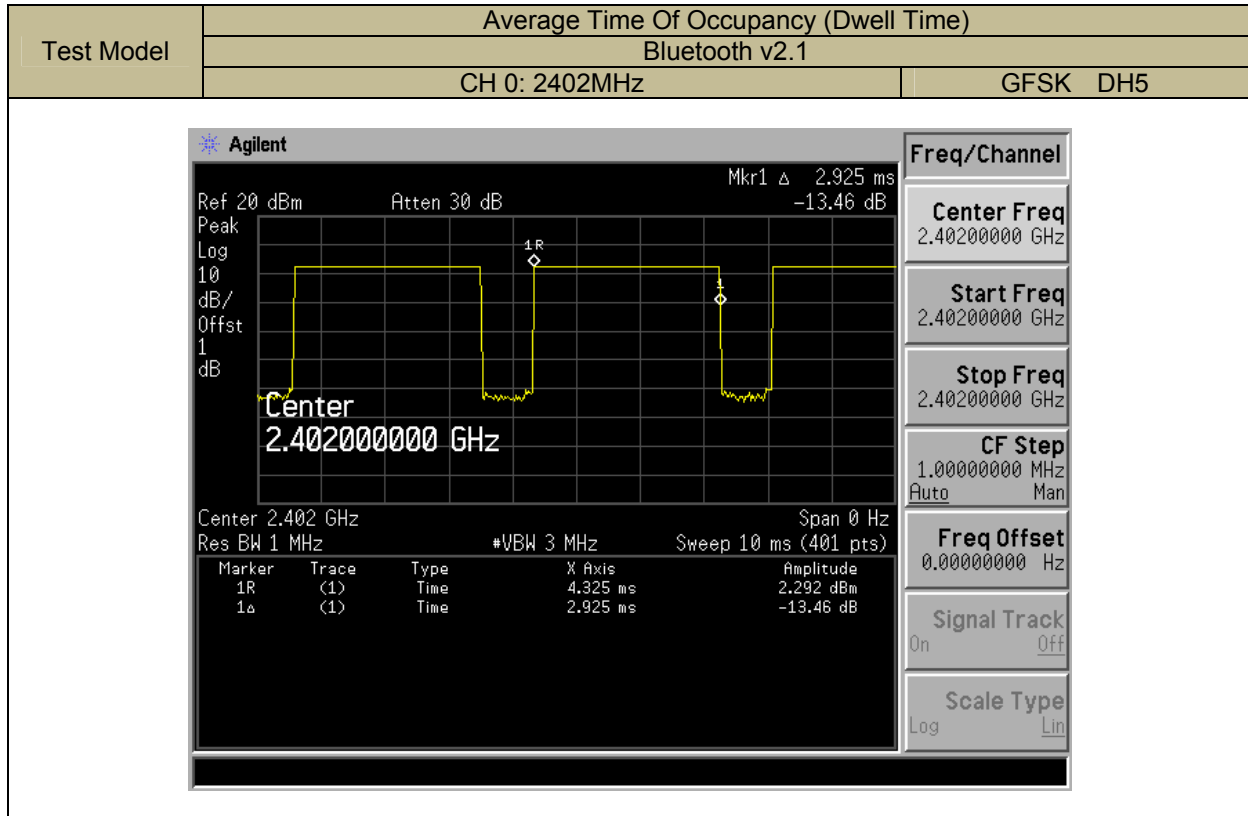 Test Model
Average Time Of Occupancy (Dwell Time)
Bluetooth v2.1
CH 0: 2402MHz
GFSK DH5
Agilent
Mkr1 Δ 2.925 ms
Ref 20 dBm Atten 30 dB -13.46 dB
Peak
Log
10
dB/
Offst
1
dB
1R
1
Center
2.402000000 GHz
Center 2.402 GHz Span 0 Hz
Res BW 1 MHz #VBW 3 MHz Sweep 10 ms (401 pts)
Marker Trace Type X Axis Amplitude
1R (1) Time 4.325 ms 2.292 dBm
1Δ (1) Time 2.925 ms -13.46 dB
Freq/Channel
Center Freq
2.40200000 GHz
Start Freq
2.40200000 GHz
Stop Freq
2.40200000 GHz
CF Step
1.00000000 MHz
Auto Man
Freq Offset
0.00000000 Hz
Signal Track
On Off
Scale Type
Log Lin